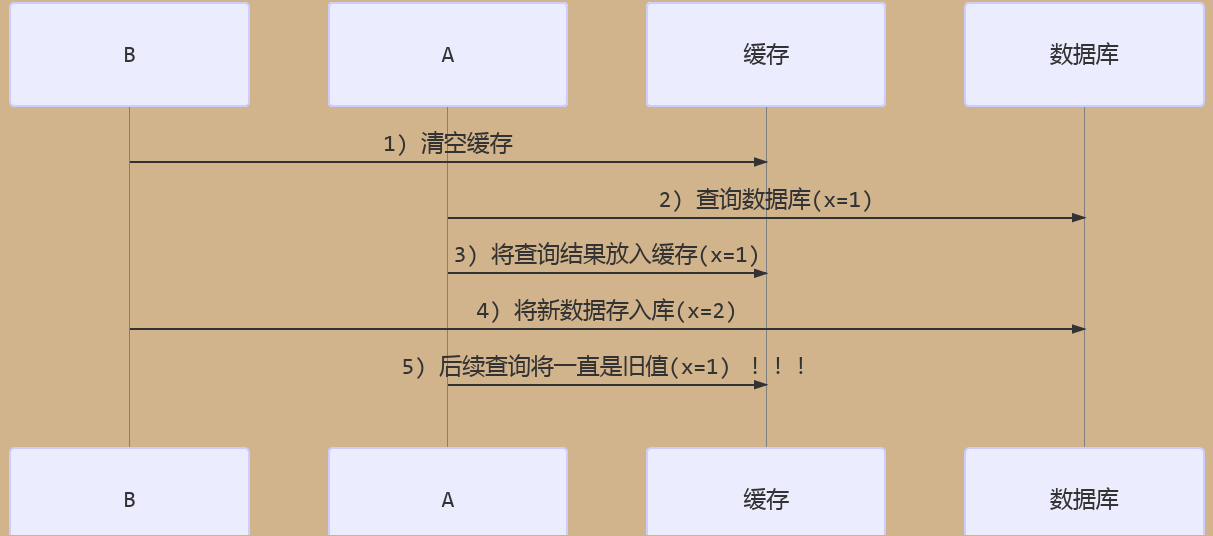 B
A
缓存
数据库
1) 清空缓存
2) 查询数据库(x=1)
3) 将查询结果放入缓存(x=1)
4) 将新数据存入库(x=2)
5) 后续查询将一直是旧值(x=1) ！！！
B
A
缓存
数据库